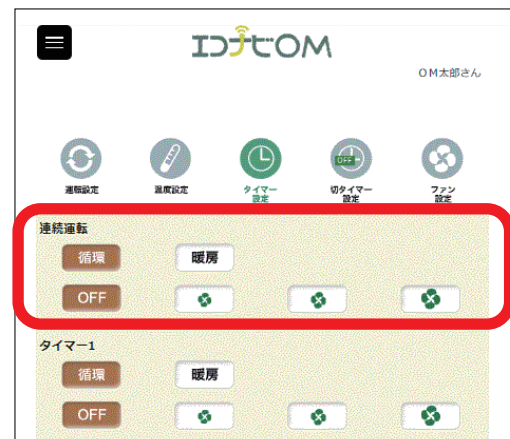 エコナビOM
OM太郎さん
OFF
運転設定 温度設定 タイマー設定 切タイマー設定 ファン設定
連続運転
循環 暖房
OFF
タイマー1
循環 暖房
OFF